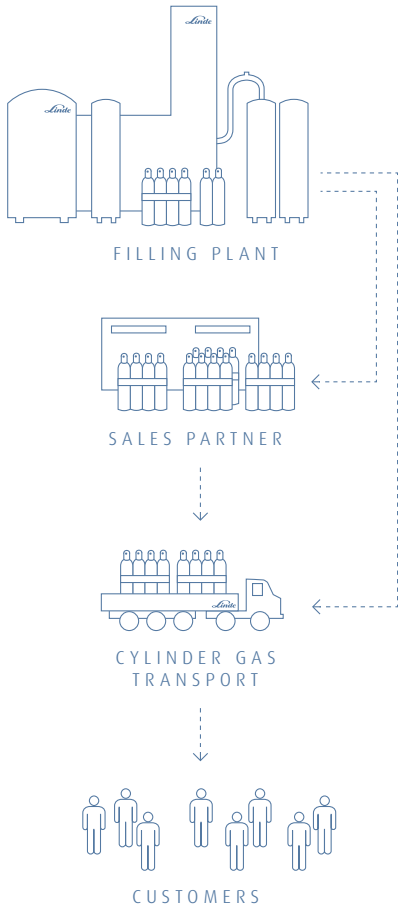 Linde
Linde
FILLING PLANT
SALES PARTNER
Linde
CYLINDER GAS
TRANSPORT
CUSTOMERS